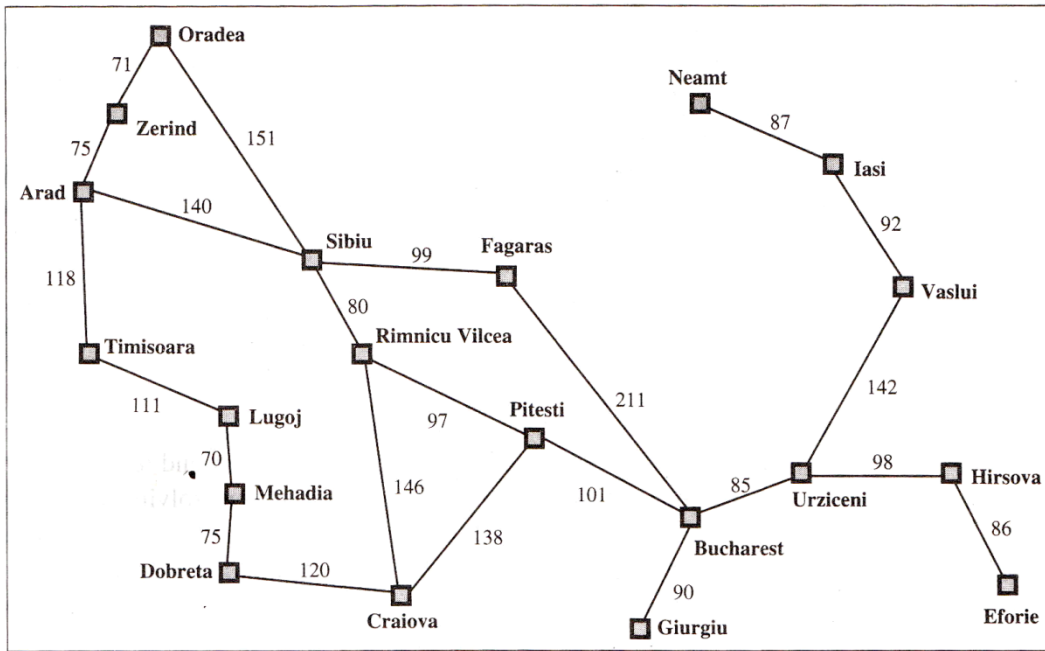 Oradea
71
Neamt
Zerind
87
75
151
Iasi
Arad
140
92
Sibiu
Fagaras
99
118
Vaslui
80
Timisoara
Rimnicu Vilcea
142
111
Lugoj
97
Pitesti
211
70
98
Mehadia
146
85
Urziceni
Hirsova
101
75
138
86
Bucharest
Dobreta
120
90
Craiova
Giurgiu
Eforie